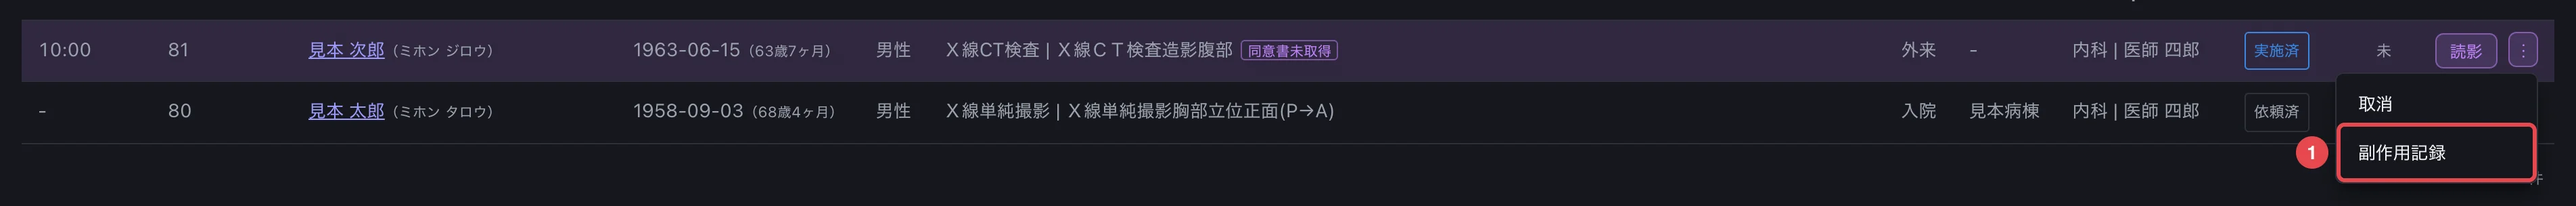 10:00 81 見本 次郎 (ミホン ジロウ) 1963-06-15 (63歳7ヶ月) 男性 X線CT検査 | X線CT検査造影腹部 同意書未取得 外来 - 内科 | 医師 四郎 実施済 未 読影 ⋮
- 80 見本 太郎 (ミホン タロウ) 1958-09-03 (68歳4ヶ月) 男性 X線単純撮影 | X線単純撮影胸部立位正面(P→A) 入院 見本病棟 内科 | 医師 四郎 依頼済
取消
1 副作用記録
件